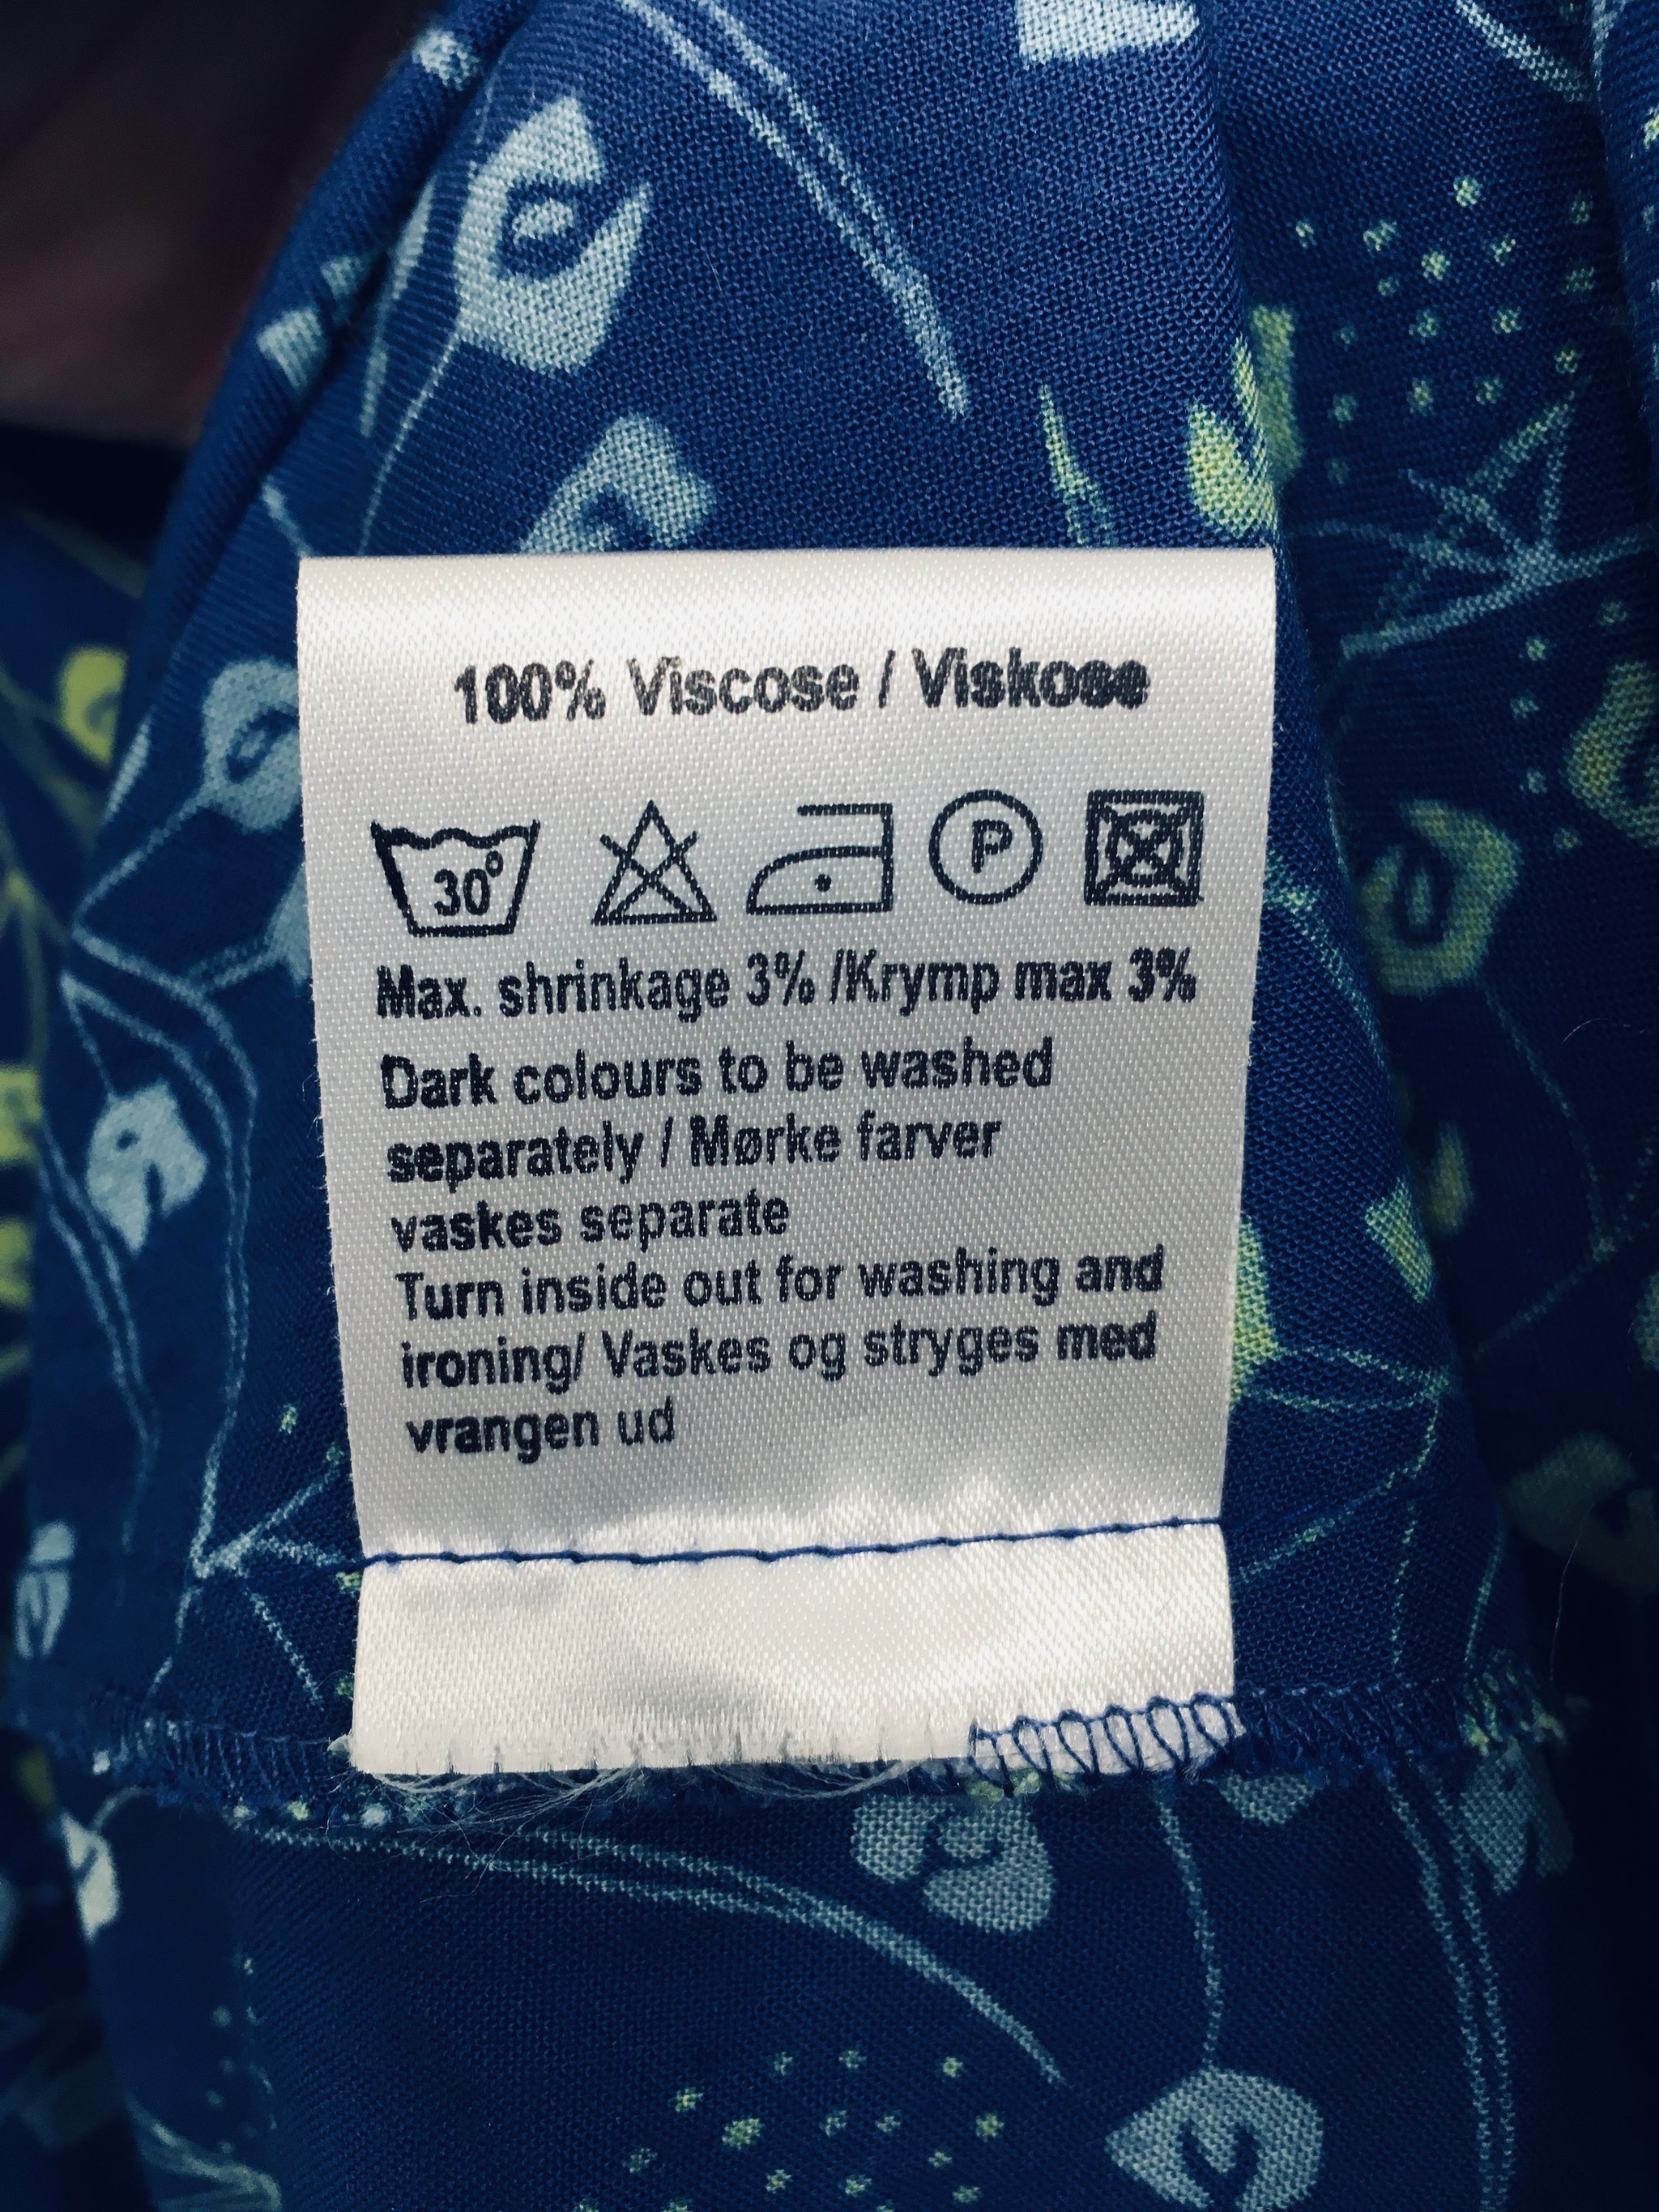 100% Viscose / Viskose
30°
P
Max. shrinkage 3% /Krymp max 3%
Dark colours to be washed
separately / Mørke farver
vaskes separate
Turn inside out for washing and
ironing/ Vaskes og stryges med
vrangen ud